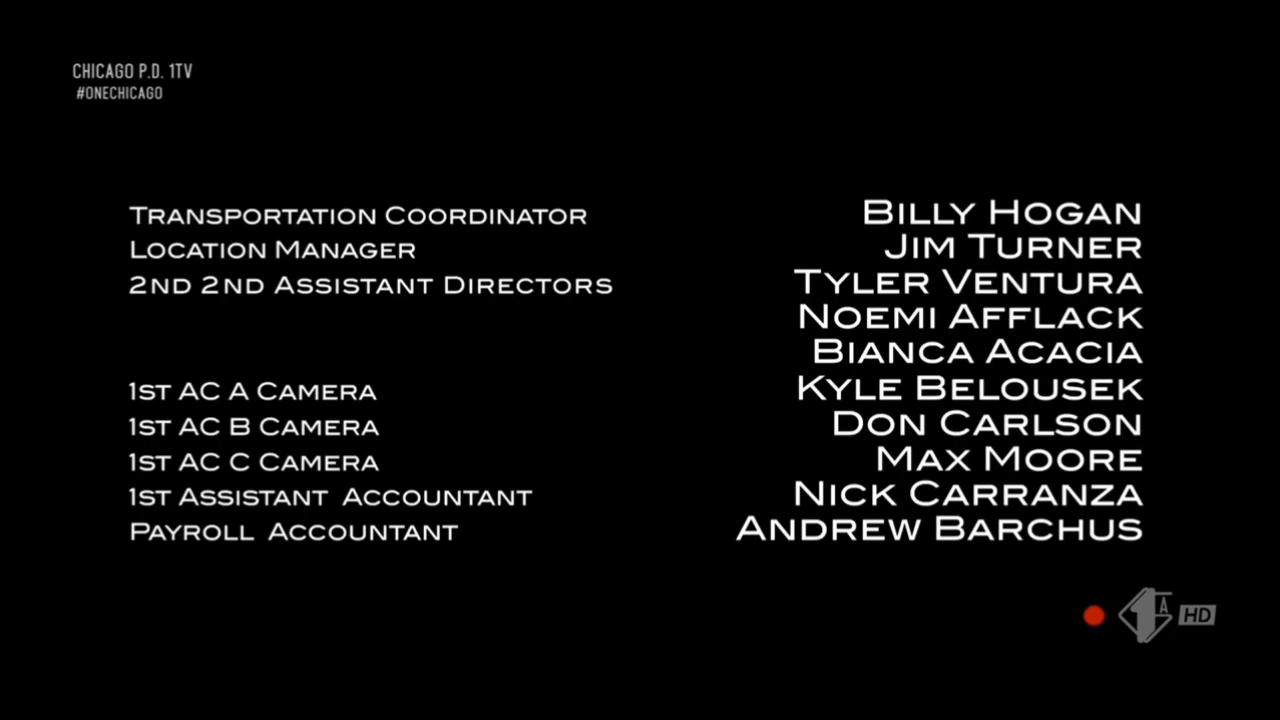 CHICAGO P.D. 1TV
#ONECHICAGO
TRANSPORTATION COORDINATOR BILLY HOGAN
LOCATION MANAGER JIM TURNER
2ND 2ND ASSISTANT DIRECTORS TYLER VENTURA
NOEMI AFFLACK
BIANCA ACACIA
1ST AC A CAMERA KYLE BELOUSEK
1ST AC B CAMERA DON CARLSON
1ST AC C CAMERA MAX MOORE
1ST ASSISTANT ACCOUNTANT NICK CARRANZA
PAYROLL ACCOUNTANT ANDREW BARCHUS
1 A HD